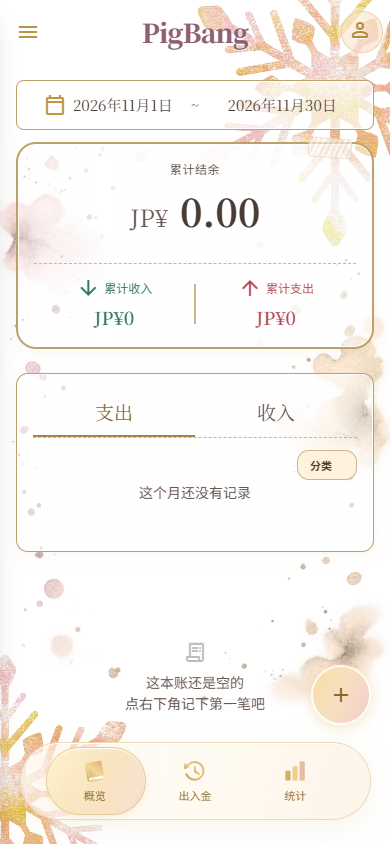 PigBang
2026年11月1日 ~ 2026年11月30日
累计结余
JP¥ 0.00
累计收入 累计支出
JP¥0 JP¥0
支出 收入
分类
这个月还没有记录
这本账还是空的
点右下角记下第一笔吧
+
概览 出入金 统计